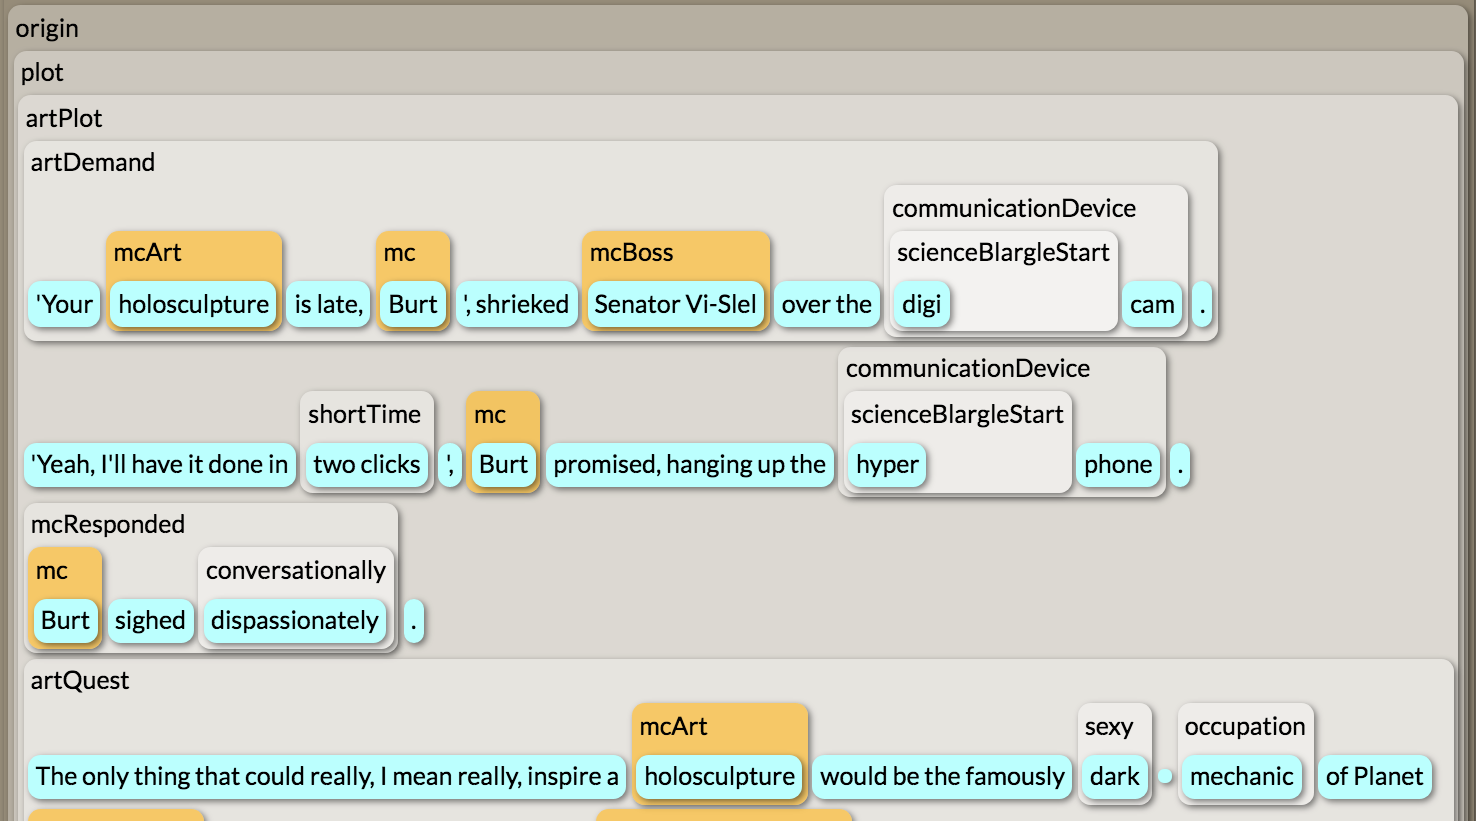 origin
plot
artPlot
artDemand
communicationDevice
mcArt mc mcBoss scienceBlargleStart
'Your holosculpture is late, Burt ', shrieked Senator Vi-Slel over the digi cam .
communicationDevice
shortTime mc scienceBlargleStart
'Yeah, I'll have it done in two clicks ', Burt promised, hanging up the hyper phone .
mcResponded
mc conversationally
Burt sighed dispassionately .
artQuest
mcArt sexy occupation
The only thing that could really, I mean really, inspire a holosculpture would be the famously dark mechanic of Planet